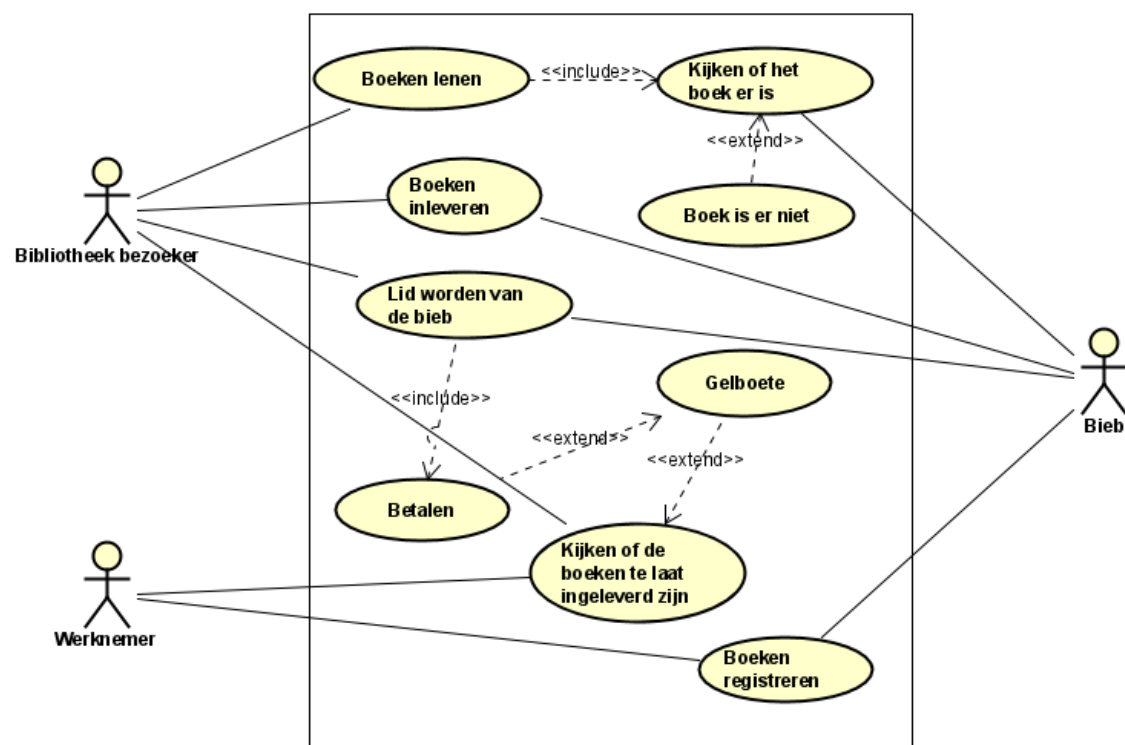 Boeken lenen
<<include>>
Kijken of het
boek er is
<<extend>>
Boeken
inleveren
Boek is er niet
Bibliotheek bezoeker
Lid worden van
de bieb
<<include>>
Gelboete
Bieb
<<extend>>
<<extend>>
Betalen
Kijken of de
boeken te laat
ingeleverd zijn
Werknemer
Boeken
registreren